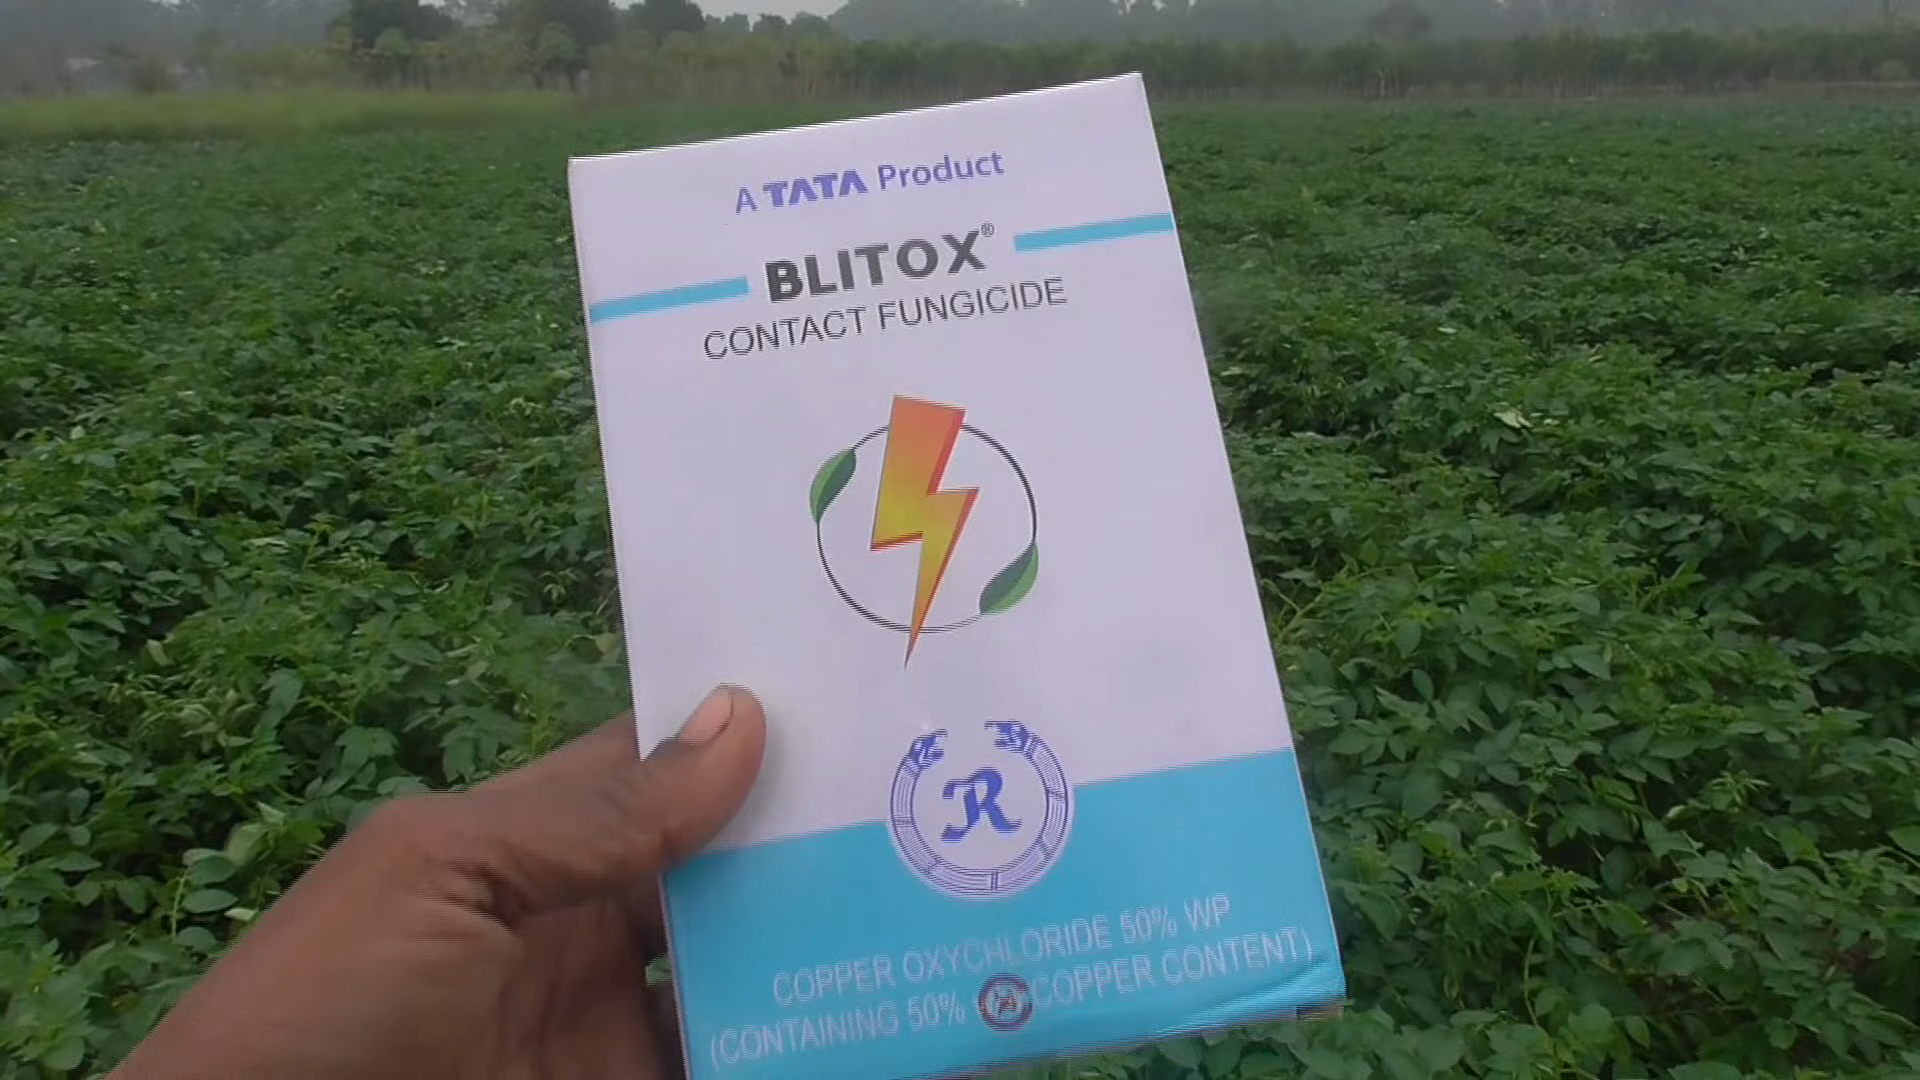 A TATA Product
BLITOX®
CONTACT FUNGICIDE
R
COPPER OXYCHLORIDE 50% WP
(CONTAINING 50% COPPER CONTENT)